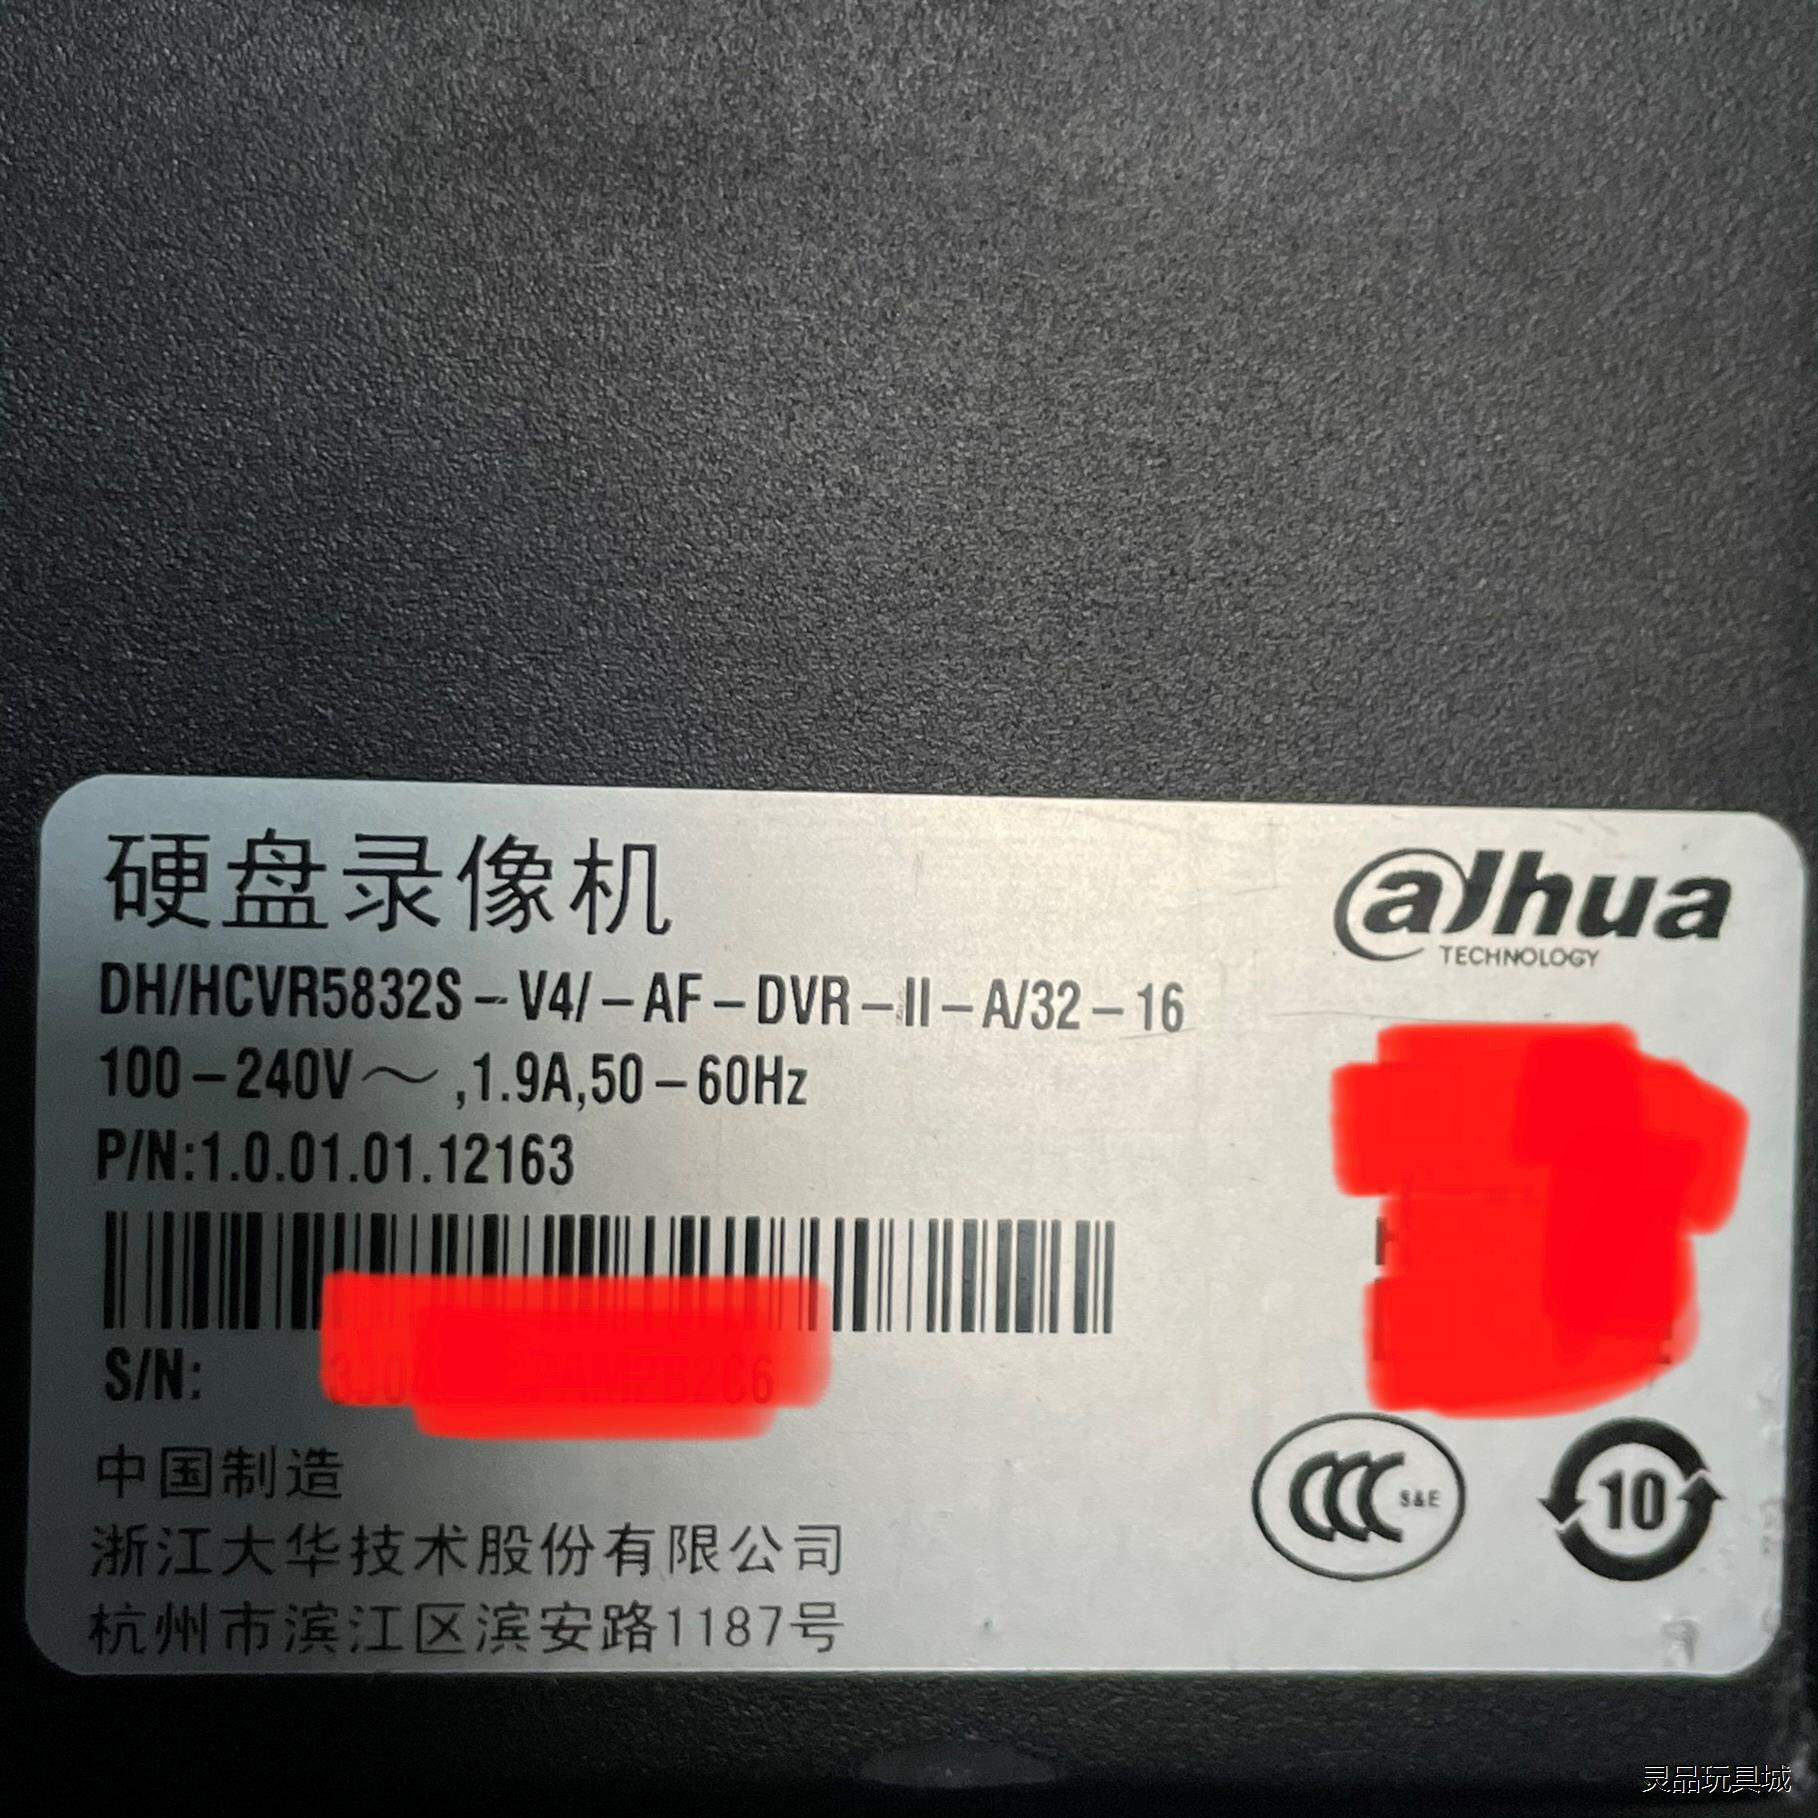 硬盘录像机
alhua
TECHNOLOGY
DH/HCVR5832S-V4/-AF-DVR-II-A/32-16
100-240V～,1.9A,50-60Hz
P/N:1.0.01.01.12163
S/N:
中国制造
浙江大华技术股份有限公司
杭州市滨江区滨安路1187号
CCC S&E
10
灵品玩具城